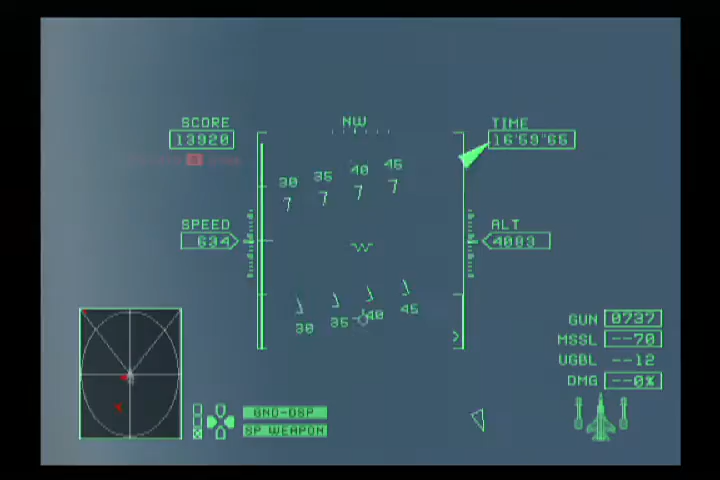 SCORE
13920
NW
TIME
16'59"65
30 35 40 45
SPEED
634
ALT
4083
30 35 40 45
GUN 0737
MSSL --70
UGBL --12
DMG --0%
GND-DSP
SP WEAPON